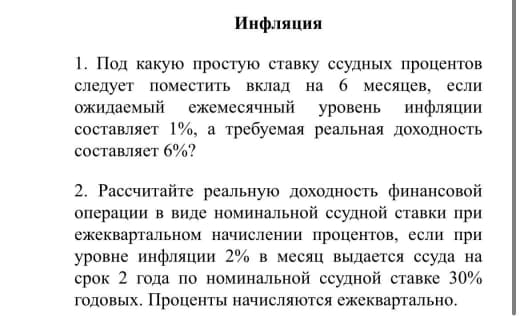 Инфляция
1. Под какую простую ставку ссудных процентов
следует поместить вклад на 6 месяцев, если
ожидаемый ежемесячный уровень инфляции
составляет 1%, а требуемая реальная доходность
составляет 6%?
2. Рассчитайте реальную доходность финансовой
операции в виде номинальной ссудной ставки при
ежеквартальном начислении процентов, если при
уровне инфляции 2% в месяц выдается ссуда на
срок 2 года по номинальной ссудной ставке 30%
годовых. Проценты начисляются ежеквартально.